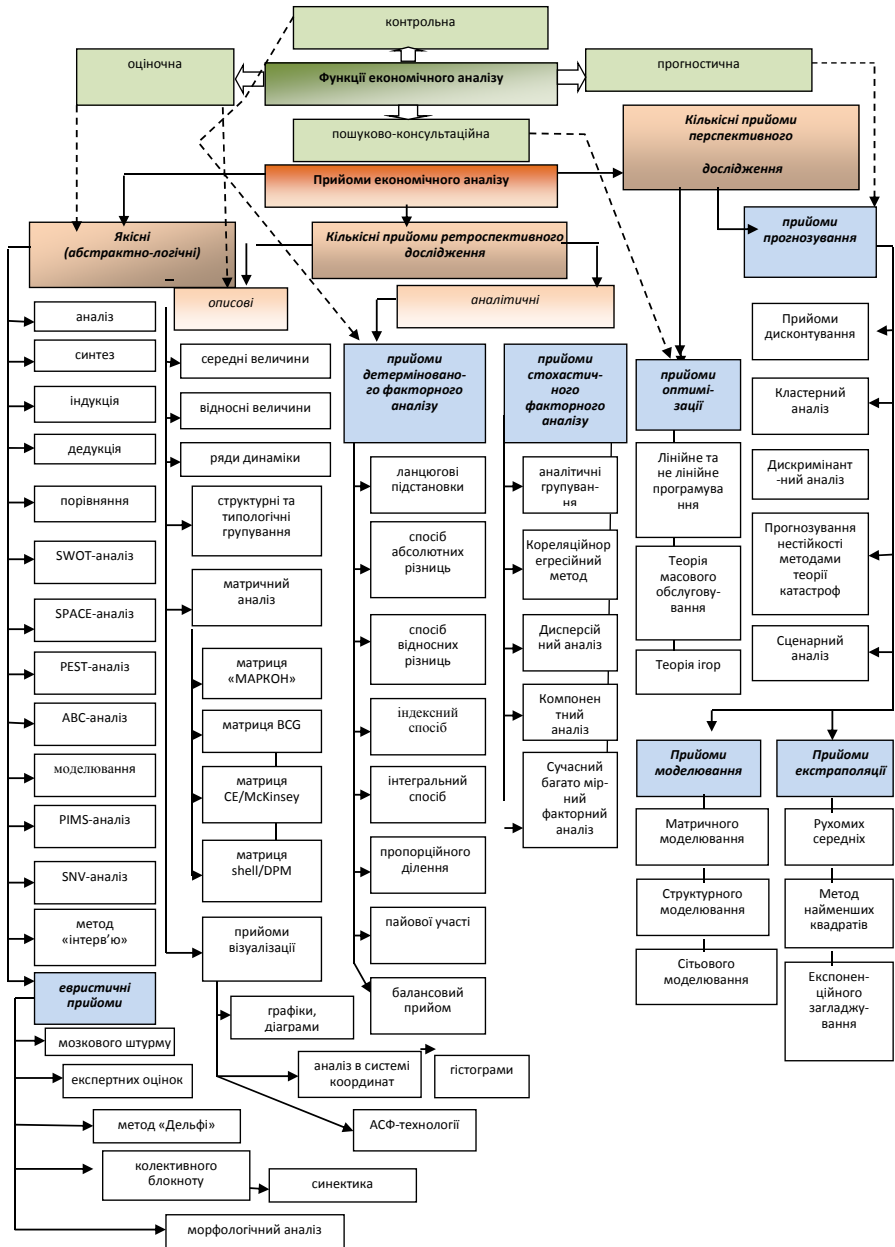 контрольна
оціночна
Функції економічного аналізу
прогностична
пошуково-консультаційна
Кількісні прийоми
перспективного
дослідження
Прийоми економічного аналізу
Якісні
(абстрактно-логічні)
Кількісні прийоми ретроспективного
дослідження
прийоми
прогнозування
описові
аналітичні
аналіз
синтез
індукція
дедукція
порівняння
SWOT-аналіз
SPACE-аналіз
PEST-аналіз
ABC-аналіз
моделювання
PIMS-аналіз
SNV-аналіз
метод
«інтерв’ю»
евристичні
прийоми
мозкового штурму
експертних оцінок
метод «Дельфі»
колективного
блокноту
синектика
морфологічний аналіз
середні величини
відносні величини
ряди динаміки
структурні та
типологічні
групування
матричний
аналіз
матриця
«МАРКОН»
матриця BCG
матриця
CE/McKinsey
матриця
shell/DPM
прийоми
візуалізації
графіки,
діаграми
аналіз в системі
координат
гістограми
АСФ-технології
прийоми
детерміновано-
го факторного
аналізу
ланцюгові
підстановки
спосіб
абсолютних
різниць
спосіб
відносних
різниць
індексний
спосіб
інтегральний
спосіб
пропорційного
ділення
пайової участі
балансовий
прийом
прийоми
стохастич-
ного
факторного
аналізу
аналітичні
групуван-
ня
Кореляційнор
егресійний
метод
Дисперсій
ний аналіз
Компонен
тний
аналіз
Сучасний
багато мір-
ний
факторний
аналіз
прийоми
оптимі-
зації
Лінійне та
не лінійне
програмува
ння
Теорія
масового
обслугову-
вання
Теорія ігор
Прийоми
дисконтування
Кластерний
аналіз
Дискримінант
-ний аналіз
Прогнозування
нестійкості
методами
теорії
катастроф
Сценарний
аналіз
Прийоми
моделювання
Матричного
моделювання
Структурного
моделювання
Сітьового
моделювання
Прийоми
екстраполяції
Рухомих
середніх
Метод
найменших
квадратів
Експонен-
ційного
загладжу-
вання